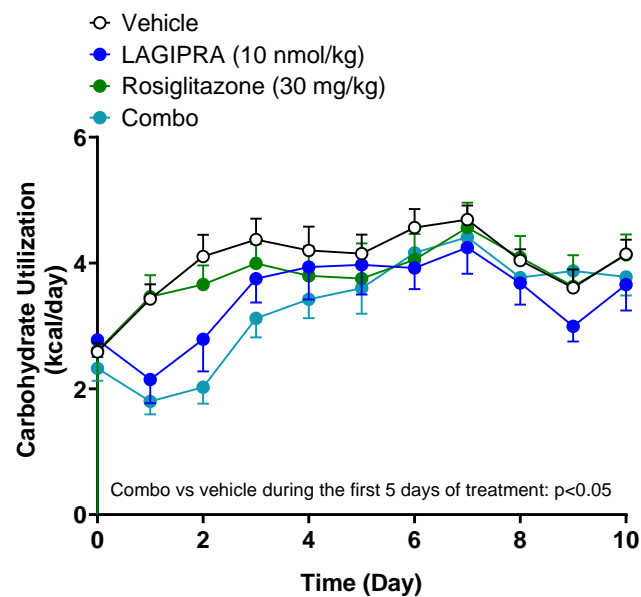 Vehicle
LAGIPRA (10 nmol/kg)
Rosiglitazone (30 mg/kg)
Combo
6
4
2
0
Carbohydrate Utilization
(kcal/day)
Combo vs vehicle during the first 5 days of treatment: p<0.05
0 2 4 6 8 10
Time (Day)